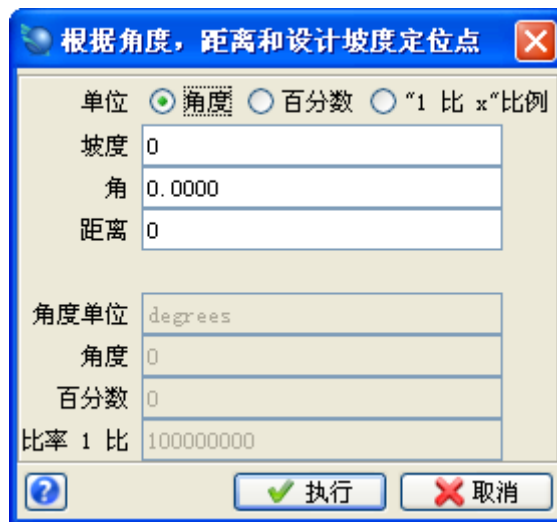 根据角度，距离和设计坡度定位点
单位 角度 百分数 "1 比 x"比例
坡度 0
角 0.0000
距离 0
角度单位 degrees
角度 0
百分数 0
比率 1 比 100000000
? 执行 取消